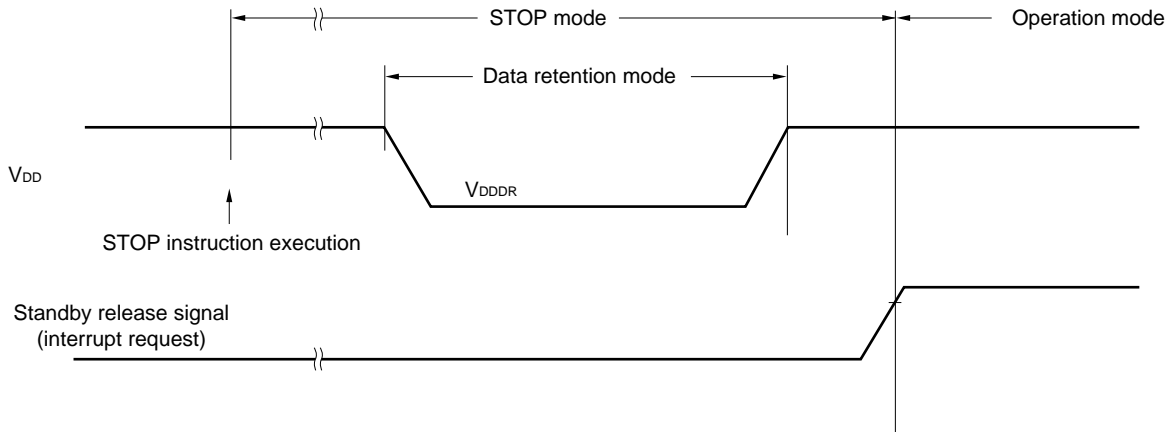 STOP mode
Operation mode
Data retention mode
VDD
VDDDR
STOP instruction execution
Standby release signal
(interrupt request)